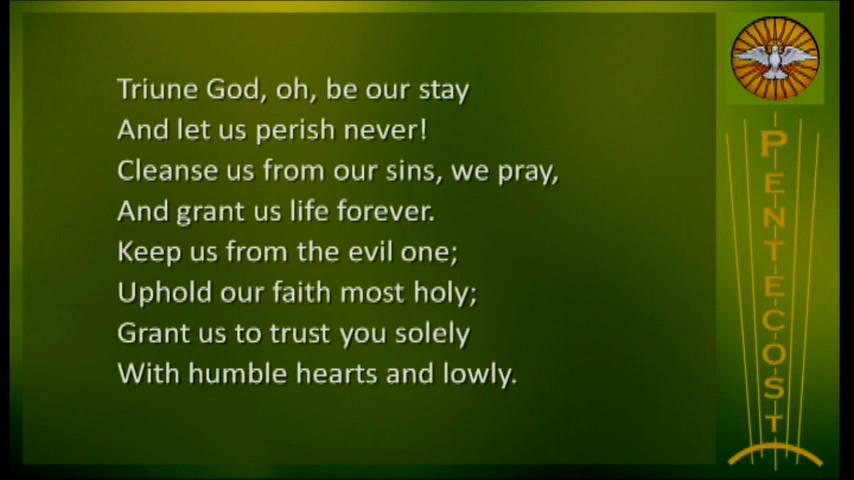 Triune God, oh, be our stay
And let us perish never!
Cleanse us from our sins, we pray,
And grant us life forever.
Keep us from the evil one;
Uphold our faith most holy;
Grant us to trust you solely
With humble hearts and lowly.
PENTECOST